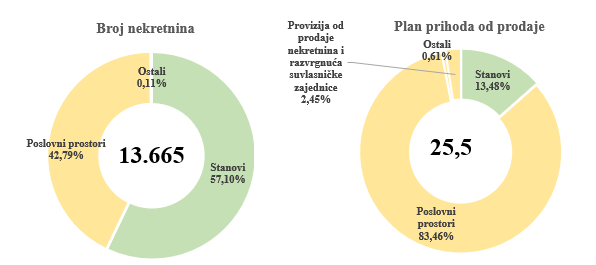 Broj nekretnina
Ostali
0,11%
Poslovni prostori
42,79%
13.665
Stanovi
57,10%
Plan prihoda od prodaje
Provizija od
prodaje
nekretnina i
razvrgnuća
suvlasničke
zajednice
2,45%
Ostali
0,61%
Stanovi
13,48%
25,5
Poslovni
prostori
83,46%